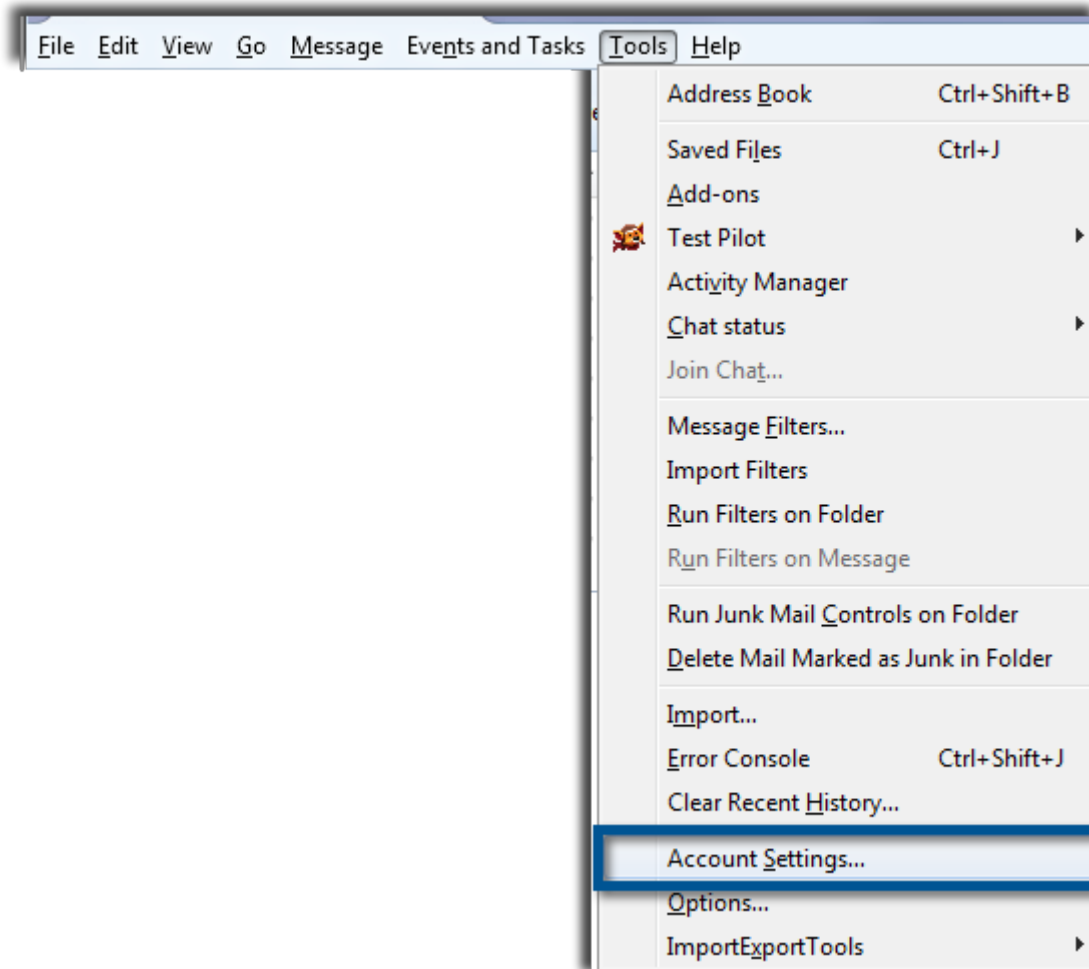 File Edit View Go Message Events and Tasks Tools Help
Address Book Ctrl+Shift+B
Saved Files Ctrl+J
Add-ons
Test Pilot
Activity Manager
Chat status
Join Chat...
Message Filters...
Import Filters
Run Filters on Folder
Run Filters on Message
Run Junk Mail Controls on Folder
Delete Mail Marked as Junk in Folder
Import...
Error Console Ctrl+Shift+J
Clear Recent History...
Account Settings...
Options...
ImportExportTools